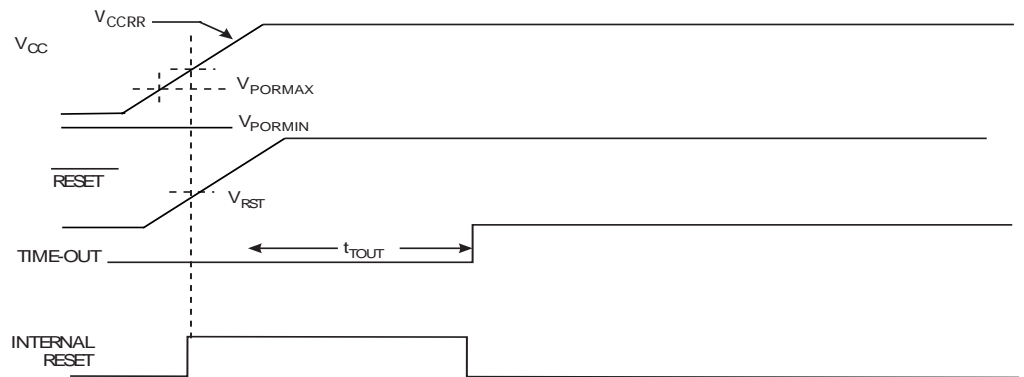 VCCRR
VCC
VPORMAX
VPORMIN
RESET
VRST
TIME-OUT
tTOUT
INTERNAL
RESET